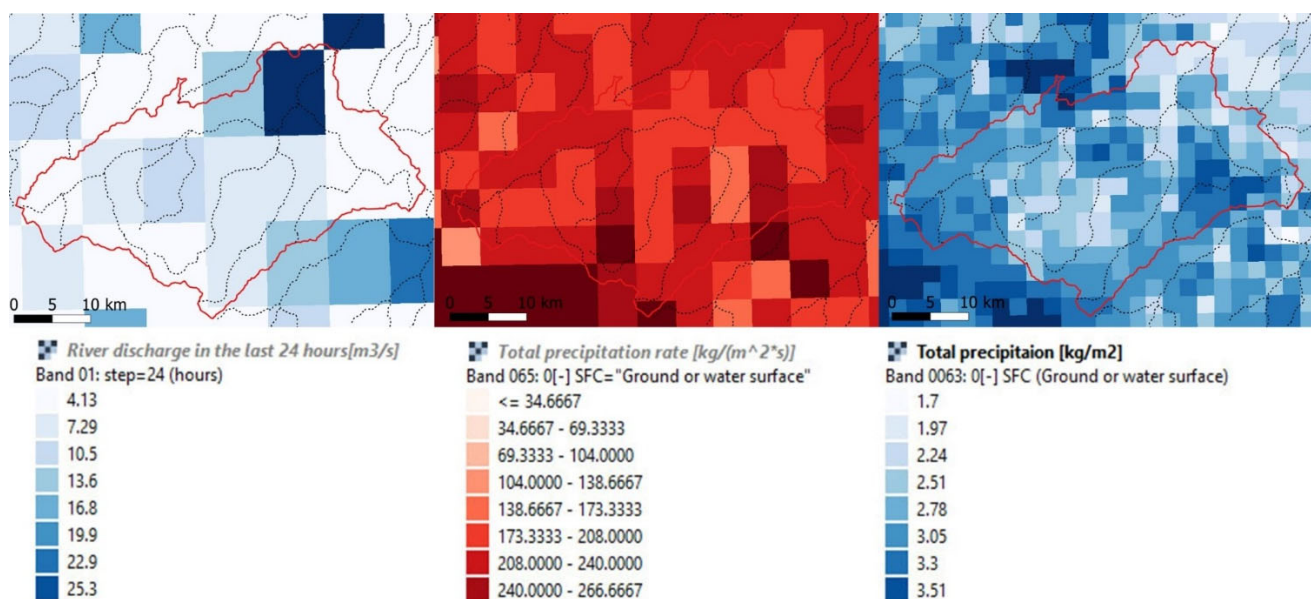 0 5 10 km
0 5 10 km
0 5 10 km
River discharge in the last 24 hours[m3/s]
Band 01: step=24 (hours)
4.13
7.29
10.5
13.6
16.8
19.9
22.9
25.3
Total precipitation rate [kg/(m^2*s)]
Band 065: 0[-] SFC="Ground or water surface"
<= 34.6667
34.6667 - 69.3333
69.3333 - 104.0000
104.0000 - 138.6667
138.6667 - 173.3333
173.3333 - 208.0000
208.0000 - 240.0000
240.0000 - 266.6667
Total precipitaion [kg/m2]
Band 0063: 0[-] SFC (Ground or water surface)
1.7
1.97
2.24
2.51
2.78
3.05
3.3
3.51